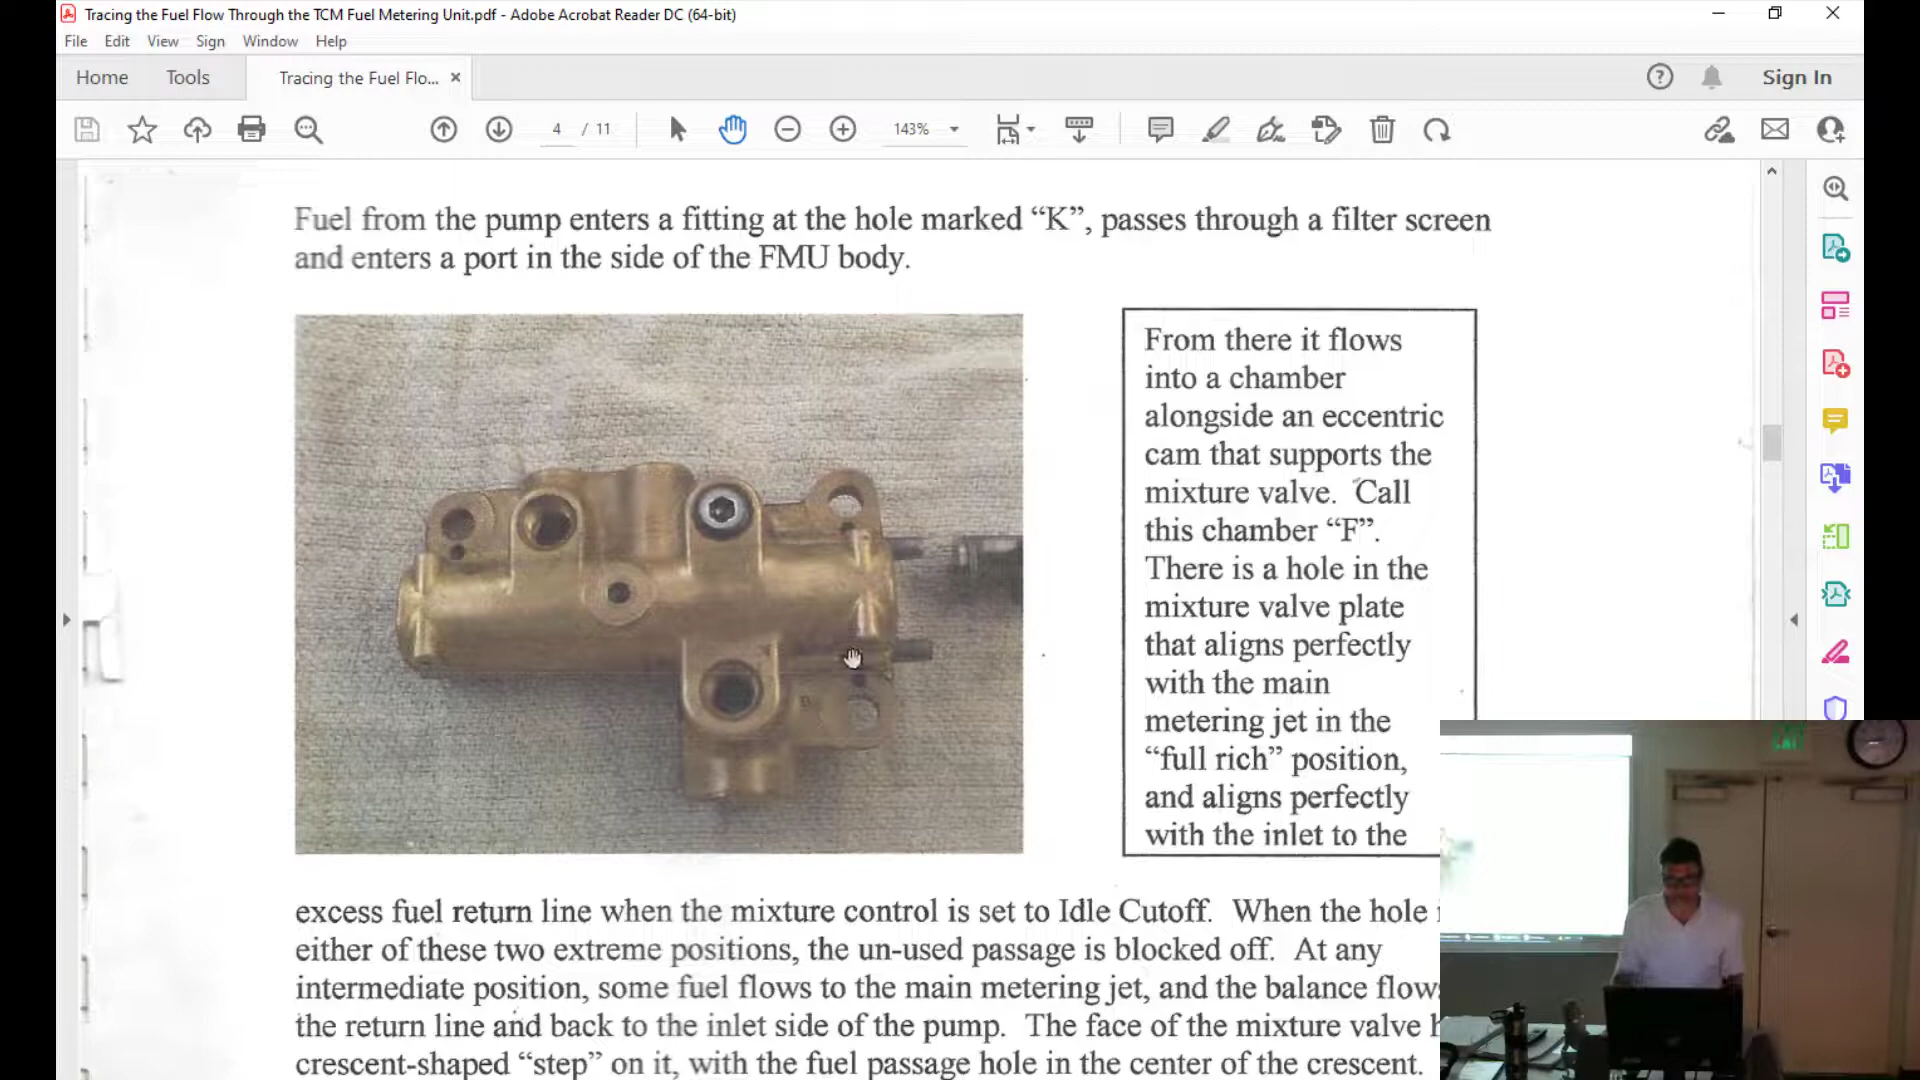 Tracing the Fuel Flow Through the TCM Fuel Metering Unit.pdf - Adobe Acrobat Reader DC (64-bit)
File Edit View Sign Window Help
Home Tools Tracing the Fuel Flo... × Sign In
4 / 11 143%
Fuel from the pump enters a fitting at the hole marked “K”, passes through a filter screen
and enters a port in the side of the FMU body.
From there it flows
into a chamber
alongside an eccentric
cam that supports the
mixture valve. Call
this chamber “F”.
There is a hole in the
mixture valve plate
that aligns perfectly
with the main
metering jet in the
“full rich” position,
and aligns perfectly
with the inlet to the
excess fuel return line when the mixture control is set to Idle Cutoff. When the hole
either of these two extreme positions, the un-used passage is blocked off. At any
intermediate position, some fuel flows to the main metering jet, and the balance flow
the return line and back to the inlet side of the pump. The face of the mixture valve
crescent-shaped “step” on it, with the fuel passage hole in the center of the crescent.
EXIT